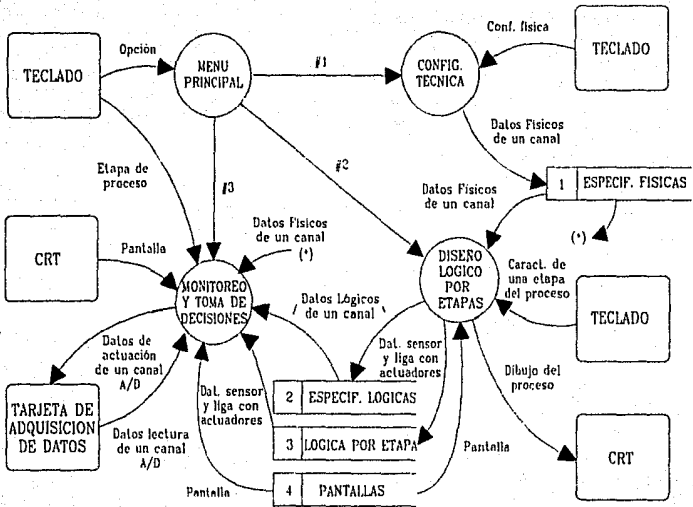 Conf. fisica
Opción
TECLADO
MENU
PRINCIPAL
#1
CONFIG.
TECNICA
TECLADO
Datos Fisicos
de un canal
Etapa de
proceso
#3
#2
Datos Fisicos
de un canal
1 ESPECIF. FISICAS
(*)
Datos Fisicos
de un canal
(*)
CRT
Pantalla
MONITOREO
Y TOMA DE
DECISIONES
DISEÑO
LOGICO
POR
ETAPAS
Caract. de
una etapa
del proceso
TECLADO
Datos Lógicos
de un canal
Datos de
actuación
de un canal
A/D
Dat. sensor
y liga con
actuadores
Dat. sensor
y liga con
actuadores
Dibujo del
proceso
TARJETA DE
ADQUISICION
DE DATOS
Datos lectura
de un canal
A/D
2 ESPECIF. LOGICAS
3 LOGICA POR ETAPA
4 PANTALLAS
Pantalla
Pantalla
CRT